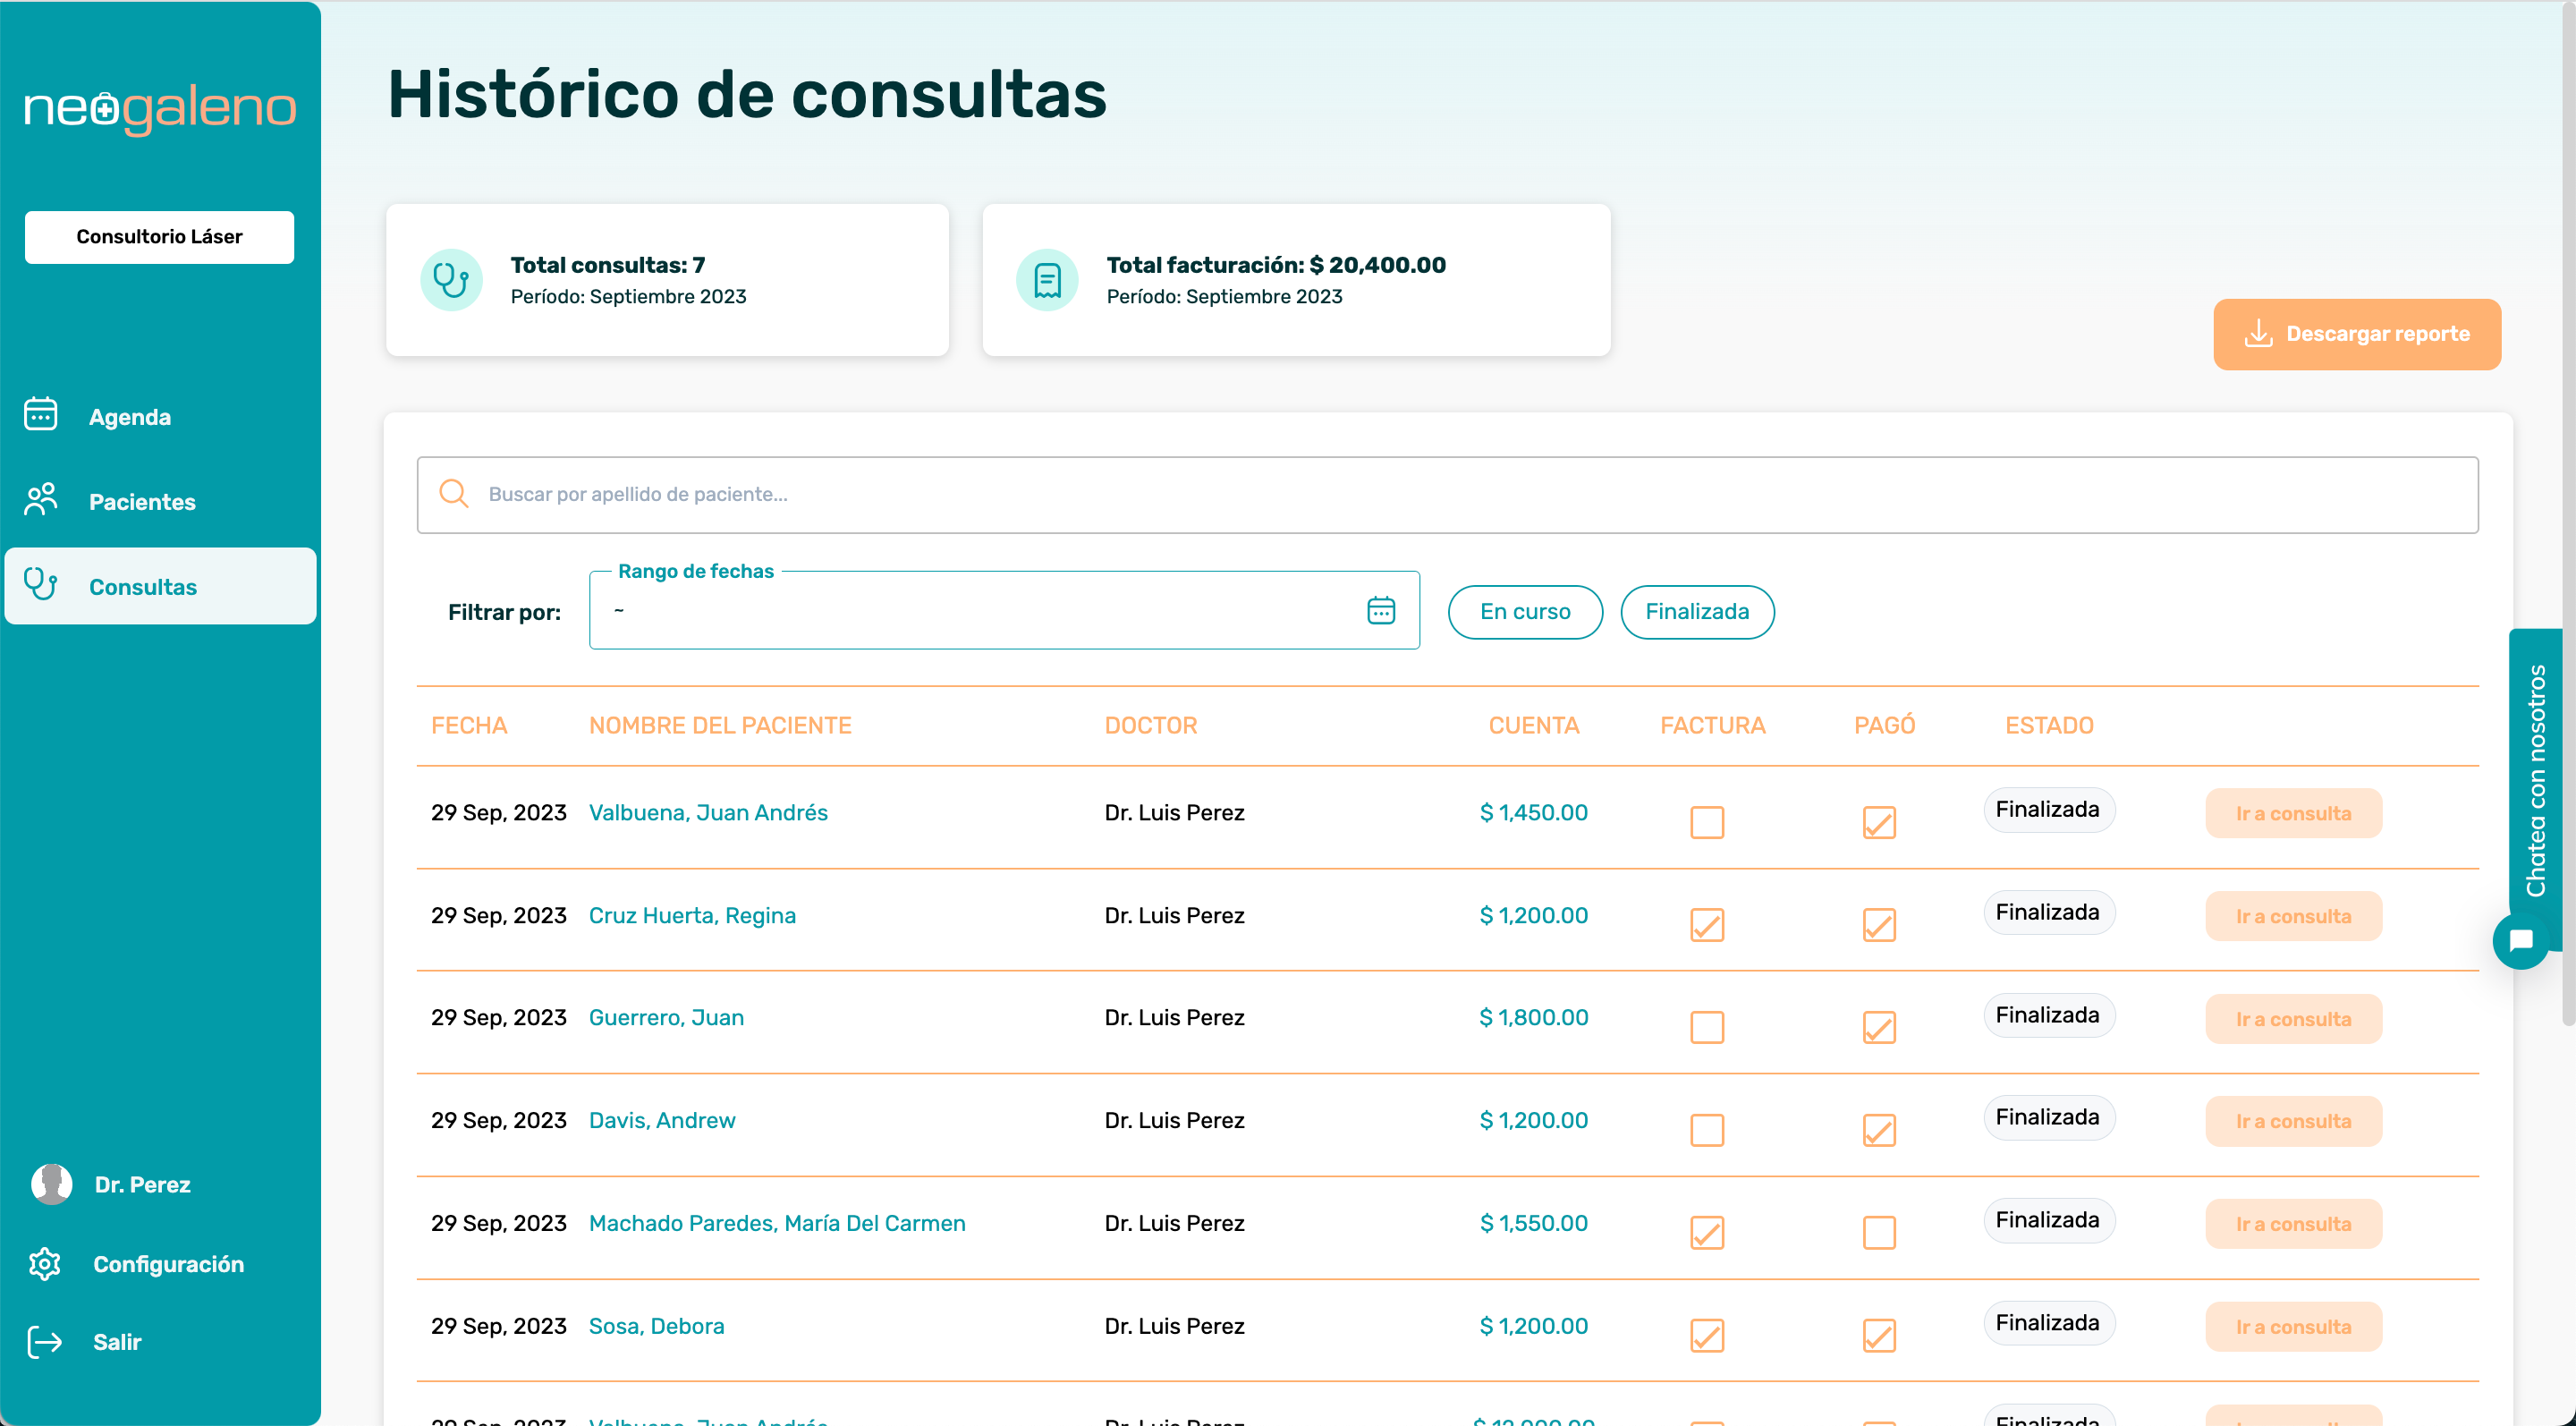 neogaleno
Consultorio Láser
Agenda
Pacientes
Consultas
Dr. Perez
Configuración
Salir
Histórico de consultas
Total consultas: 7
Período: Septiembre 2023
Total facturación: $ 20,400.00
Período: Septiembre 2023
Descargar reporte
Buscar por apellido de paciente...
Rango de fechas
Filtrar por: ~ En curso Finalizada
FECHA NOMBRE DEL PACIENTE DOCTOR CUENTA FACTURA PAGÓ ESTADO
29 Sep, 2023 Valbuena, Juan Andrés Dr. Luis Perez $ 1,450.00 Finalizada Ir a consulta
29 Sep, 2023 Cruz Huerta, Regina Dr. Luis Perez $ 1,200.00 Finalizada Ir a consulta
29 Sep, 2023 Guerrero, Juan Dr. Luis Perez $ 1,800.00 Finalizada Ir a consulta
29 Sep, 2023 Davis, Andrew Dr. Luis Perez $ 1,200.00 Finalizada Ir a consulta
29 Sep, 2023 Machado Paredes, María Del Carmen Dr. Luis Perez $ 1,550.00 Finalizada Ir a consulta
29 Sep, 2023 Sosa, Debora Dr. Luis Perez $ 1,200.00 Finalizada Ir a consulta
29 Sep, 2023 Valbuena, Juan Andrés Dr. Luis Perez Finalizada
Chatea con nosotros